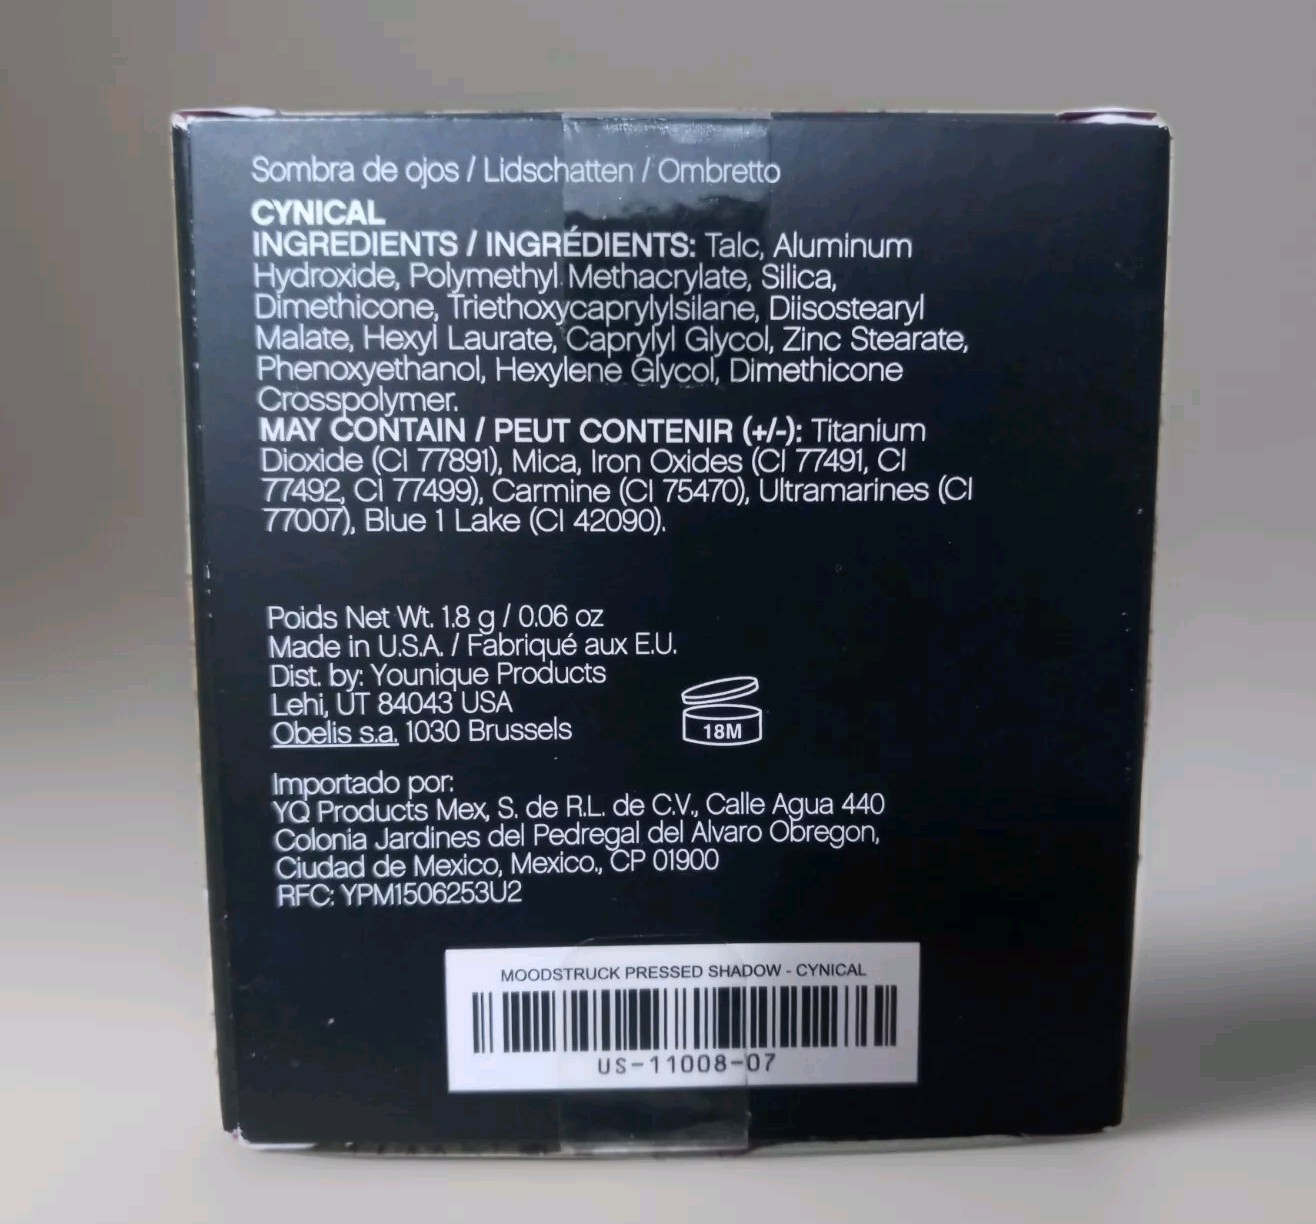 Sombra de ojos / Lidschatten / Ombretto
CYNICAL
INGREDIENTS / INGRÉDIENTS: Talc, Aluminum
Hydroxide, Polymethyl Methacrylate, Silica,
Dimethicone, Triethoxycaprylylsilane, Diisostearyl
Malate, Hexyl Laurate, Caprylyl Glycol, Zinc Stearate,
Phenoxyethanol, Hexylene Glycol, Dimethicone
Crosspolymer.
MAY CONTAIN / PEUT CONTENIR (+/-): Titanium
Dioxide (CI 77891), Mica, Iron Oxides (CI 77491, CI
77492, CI 77499), Carmine (CI 75470), Ultramarines (CI
77007), Blue 1 Lake (CI 42090).
Poids Net Wt. 1.8 g / 0.06 oz
Made in U.S.A. / Fabriqué aux E.U.
Dist. by: Younique Products
Lehi, UT 84043 USA
Obelis s.a. 1030 Brussels
18M
Importado por:
YQ Products Mex, S. de R.L. de C.V., Calle Agua 440
Colonia Jardines del Pedregal del Alvaro Obregon,
Ciudad de Mexico, Mexico., CP 01900
RFC: YPM1506253U2
MOODSTRUCK PRESSED SHADOW - CYNICAL
US-11008-07